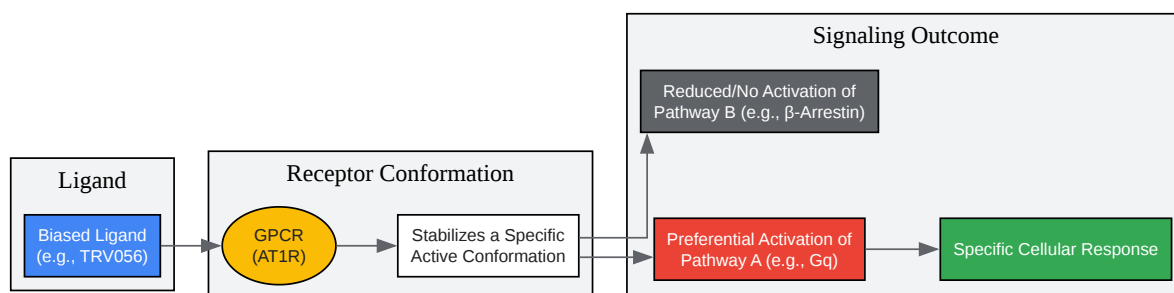 Signaling Outcome
Reduced/No Activation of
Pathway B (e.g., β-Arrestin)
Ligand
Biased Ligand
(e.g., TRV056)
Receptor Conformation
GPCR
(AT1R)
Stabilizes a Specific
Active Conformation
Preferential Activation of
Pathway A (e.g., Gq)
Specific Cellular Response